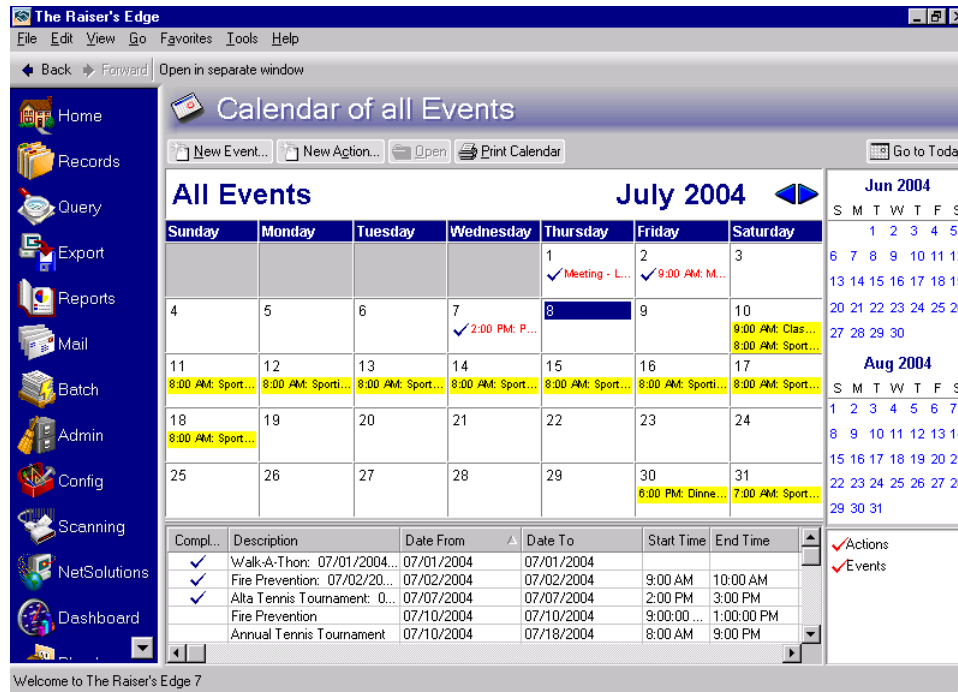 The Raiser's Edge
File Edit View Go Favorites Tools Help
Back Forward Open in separate window
Home
Records
Query
Export
Reports
Mail
Batch
Admin
Config
Scanning
NetSolutions
Dashboard
Calendar of all Events
New Event... New Action... Open Print Calendar Go to Toda
All Events July 2004
Sunday Monday Tuesday Wednesday Thursday Friday Saturday
1 2 3
Meeting - L... 9:00 AM: M...
4 5 6 7 8 9 10
2:00 PM: P... 9:00 AM: Clas...
8:00 AM: Sport...
11 12 13 14 15 16 17
8:00 AM: Sport... 8:00 AM: Sporti... 8:00 AM: Sport... 8:00 AM: Sport... 8:00 AM: Sport... 8:00 AM: Sporti... 8:00 AM: Sport...
18 19 20 21 22 23 24
8:00 AM: Sport...
25 26 27 28 29 30 31
6:00 PM: Dinne... 7:00 AM: Sport...
Jun 2004
S M T W T F S
1 2 3 4 5
6 7 8 9 10 11 1
13 14 15 16 17 18 1
20 21 22 23 24 25 2
27 28 29 30
Aug 2004
S M T W T F S
1 2 3 4 5 6 7
8 9 10 11 12 13 1
15 16 17 18 19 20 2
22 23 24 25 26 27 2
29 30 31
Compl... Description Date From Date To Start Time End Time
Walk-A-Thon: 07/01/2004... 07/01/2004 07/01/2004
Fire Prevention: 07/02/20... 07/02/2004 07/02/2004 9:00 AM 10:00 AM
Alta Tennis Tournament: 0... 07/07/2004 07/07/2004 2:00 PM 3:00 PM
Fire Prevention 07/10/2004 07/10/2004 9:00:00 ... 1:00:00 PM
Annual Tennis Tournament 07/10/2004 07/18/2004 8:00 AM 9:00 PM
Actions
Events
Welcome to The Raiser's Edge 7